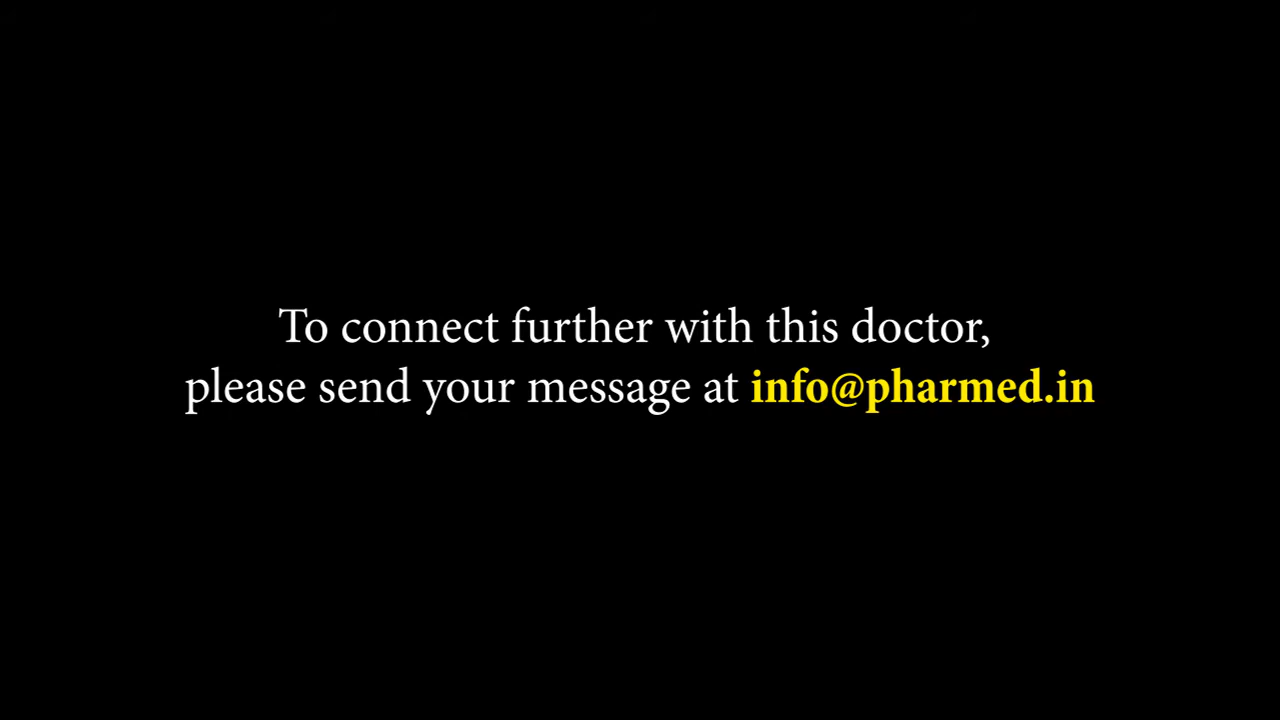 To connect further with this doctor,
please send your message at info@pharmed.in